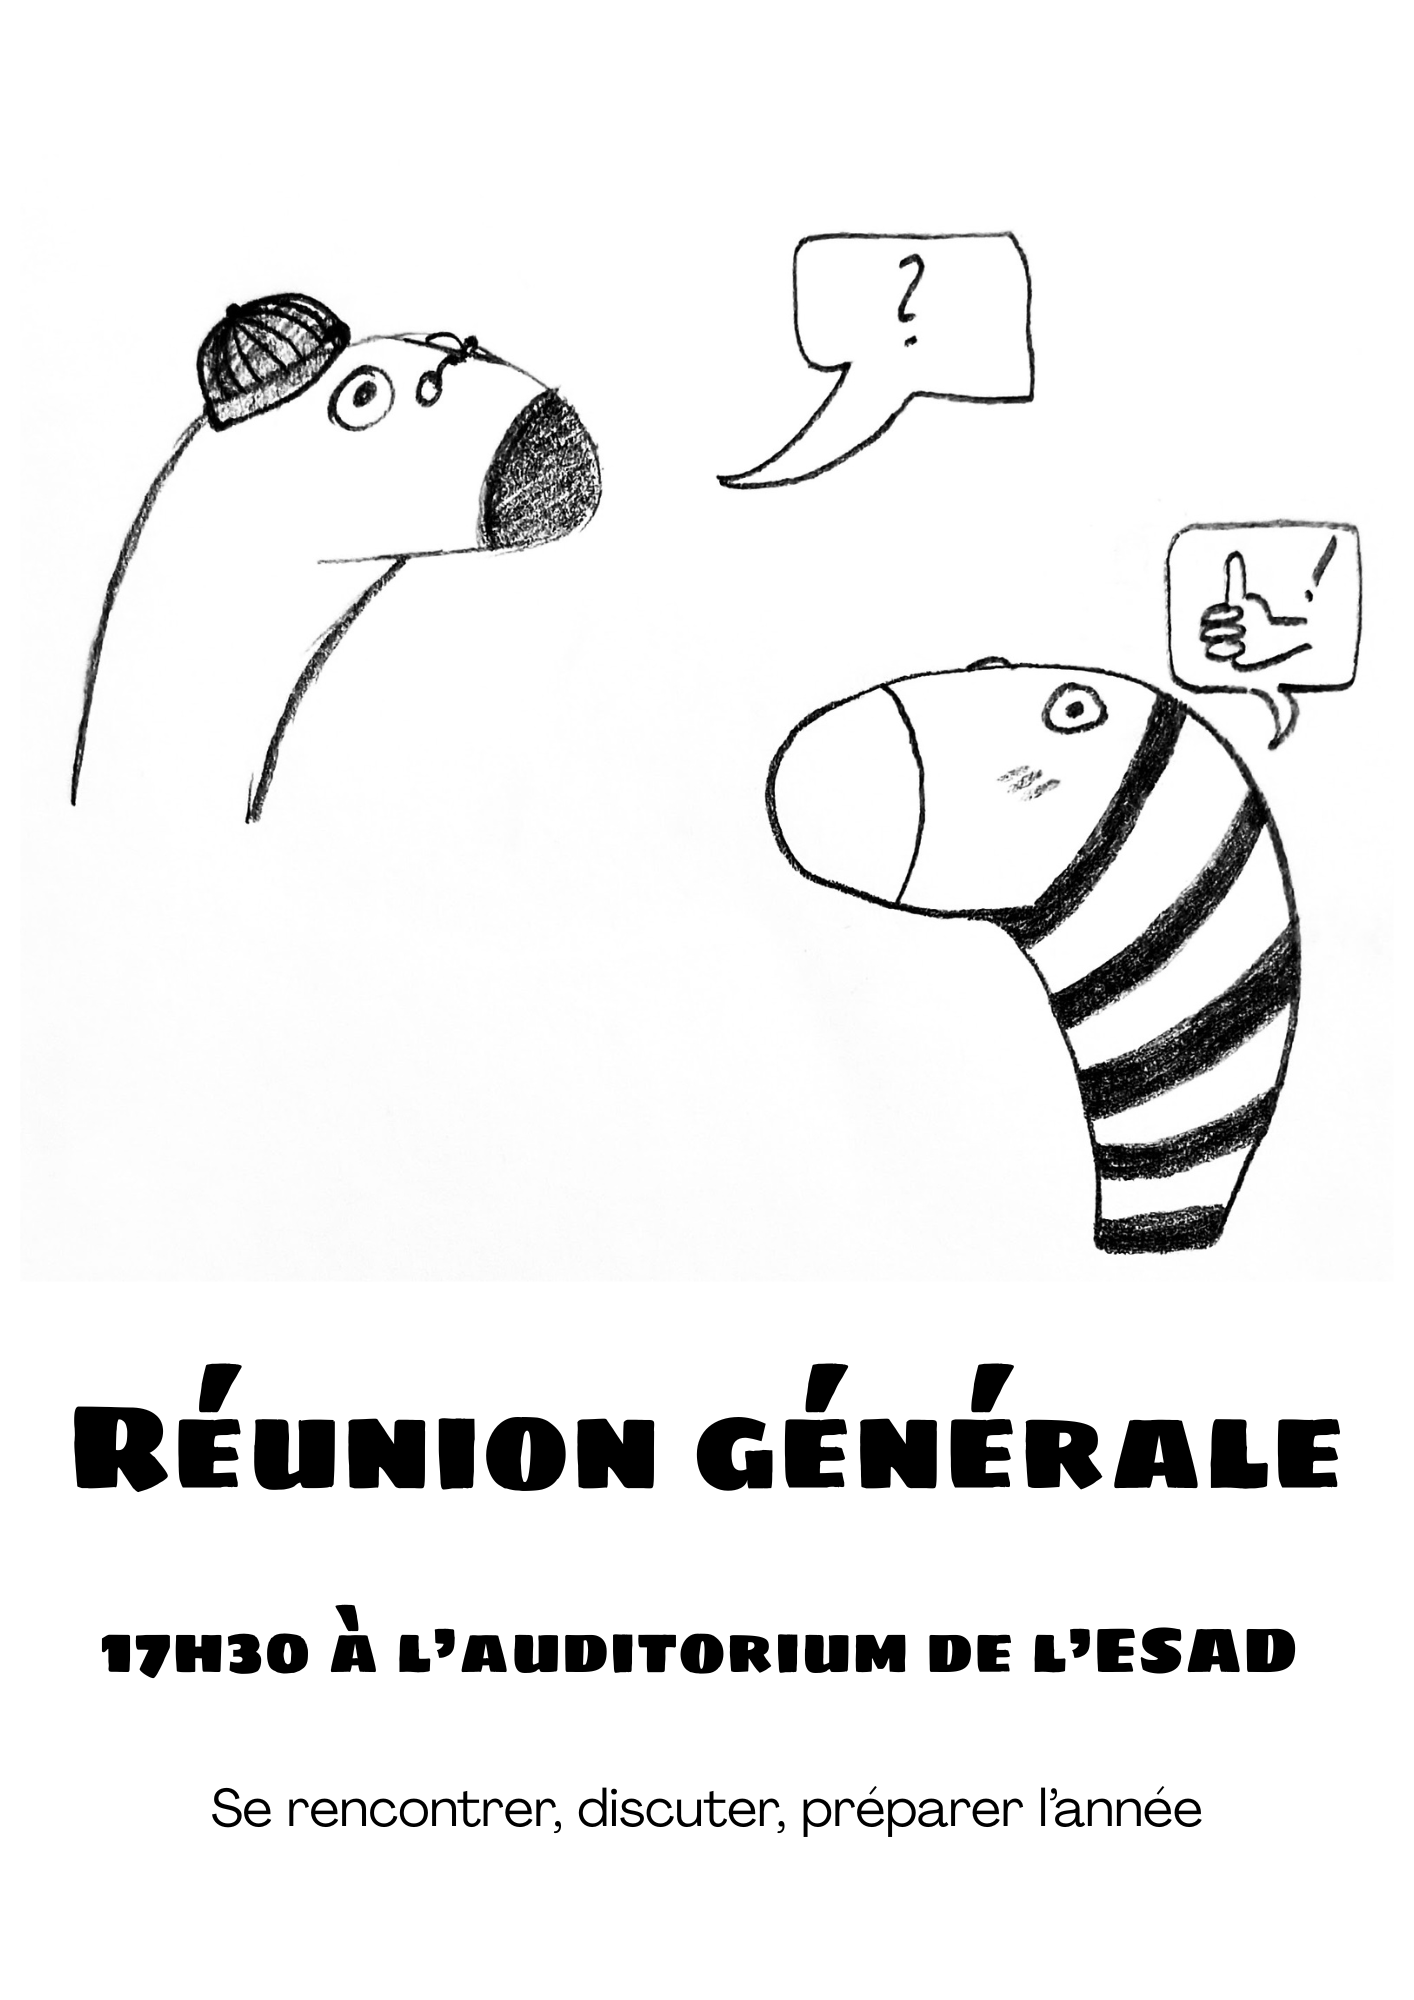 ?
!
RÉUNION GÉNÉRALE
17H30 À L’AUDITORIUM DE L’ESAD
Se rencontrer, discuter, préparer l’année